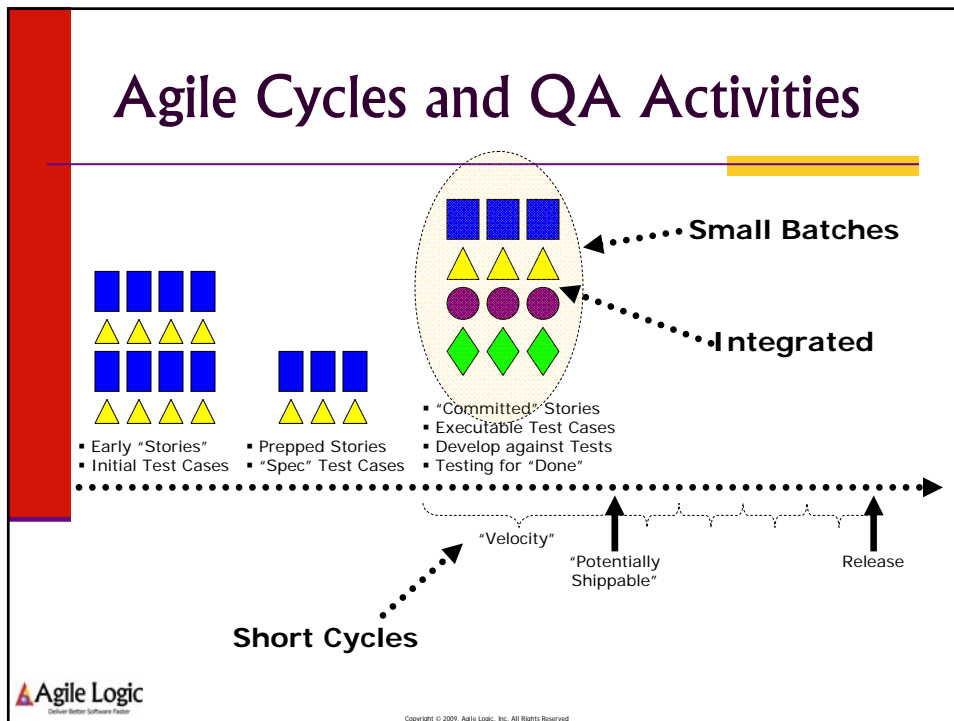 Agile Cycles and QA Activities
Small Batches
Integrated
▪ Early "Stories"
▪ Initial Test Cases
▪ Prepped Stories
▪ "Spec" Test Cases
▪ "Committed" Stories
▪ Executable Test Cases
▪ Develop against Tests
▪ Testing for "Done"
"Velocity"
"Potentially
Shippable"
Release
Short Cycles
Agile Logic
Deliver Better Software Faster
Copyright © 2009, Agile Logic, Inc. All Rights Reserved